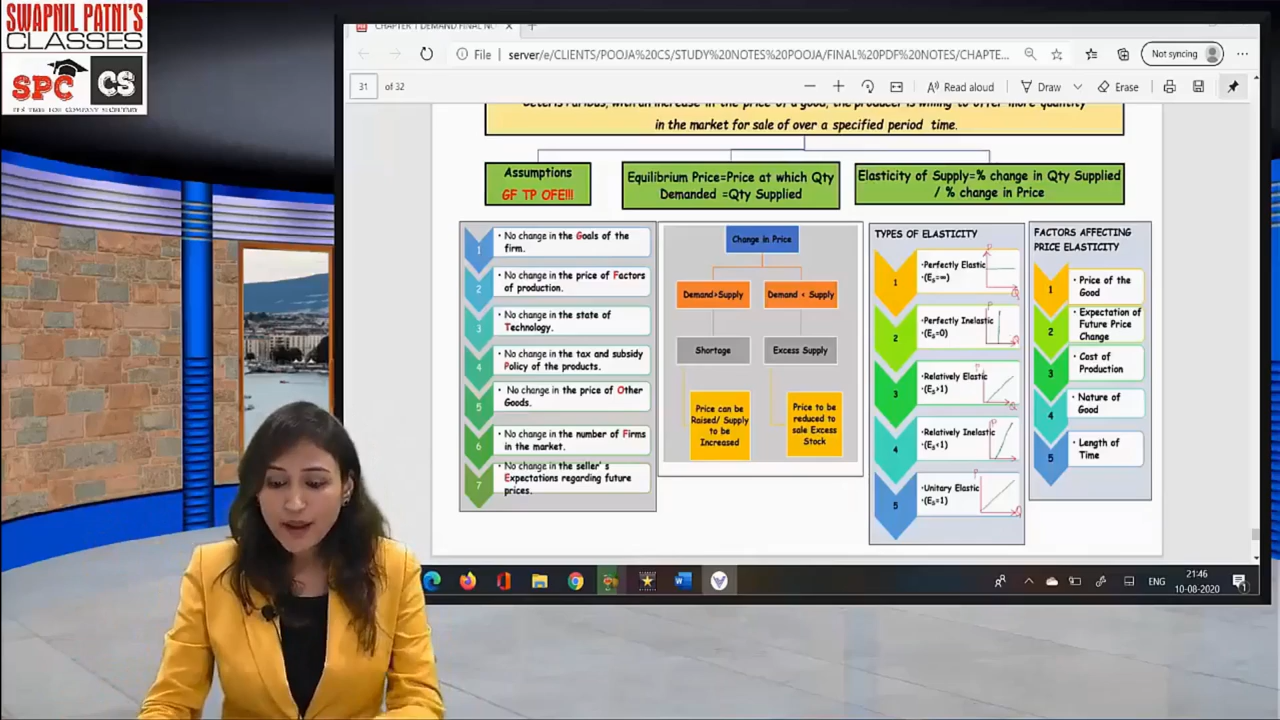 SWAPNIL PATNI'S
CLASSES
SPC CS
CHAPTER 1 DEMAND FINAL
File server/e/CLIENTS/POOJA%20CS/STUDY%20NOTES%20POOJA/FINAL%20PDF%20NOTES/CHAPTE...
Not syncing
31 of 32
Read aloud
Draw
Erase
Ceteris Paribus, with an increase in the price of a good, the producer is willing to offer more quantity
in the market for sale of over a specified period time.
Assumptions
GF TP OFE!!!
Equilibrium Price=Price at which Qty
Demanded =Qty Supplied
Elasticity of Supply=% change in Qty Supplied
/ % change in Price
1
• No change in the Goals of the
firm.
2
• No change in the price of Factors
of production.
3
• No change in the state of
Technology.
4
• No change in the tax and subsidy
Policy of the products.
5
• No change in the price of Other
Goods.
6
• No change in the number of Firms
in the market.
7
• No change in the seller's
Expectations regarding future
prices.
Change in Price
Demand>Supply
Demand < Supply
Shortage
Excess Supply
Price can be
Raised/ Supply
to be
Increased
Price to be
reduced to
sale Excess
Stock
TYPES OF ELASTICITY
1
•Perfectly Elastic
•(Es=∞)
2
•Perfectly Inelastic
•(Es=0)
3
•Relatively Elastic
•(Es>1)
4
•Relatively Inelastic
•(Es<1)
5
•Unitary Elastic
•(Es=1)
FACTORS AFFECTING
PRICE ELASTICITY
1
• Price of the
Good
2
• Expectation of
Future Price
Change
3
• Cost of
Production
4
• Nature of
Good
5
• Length of
Time
ENG
21:46
10-08-2020